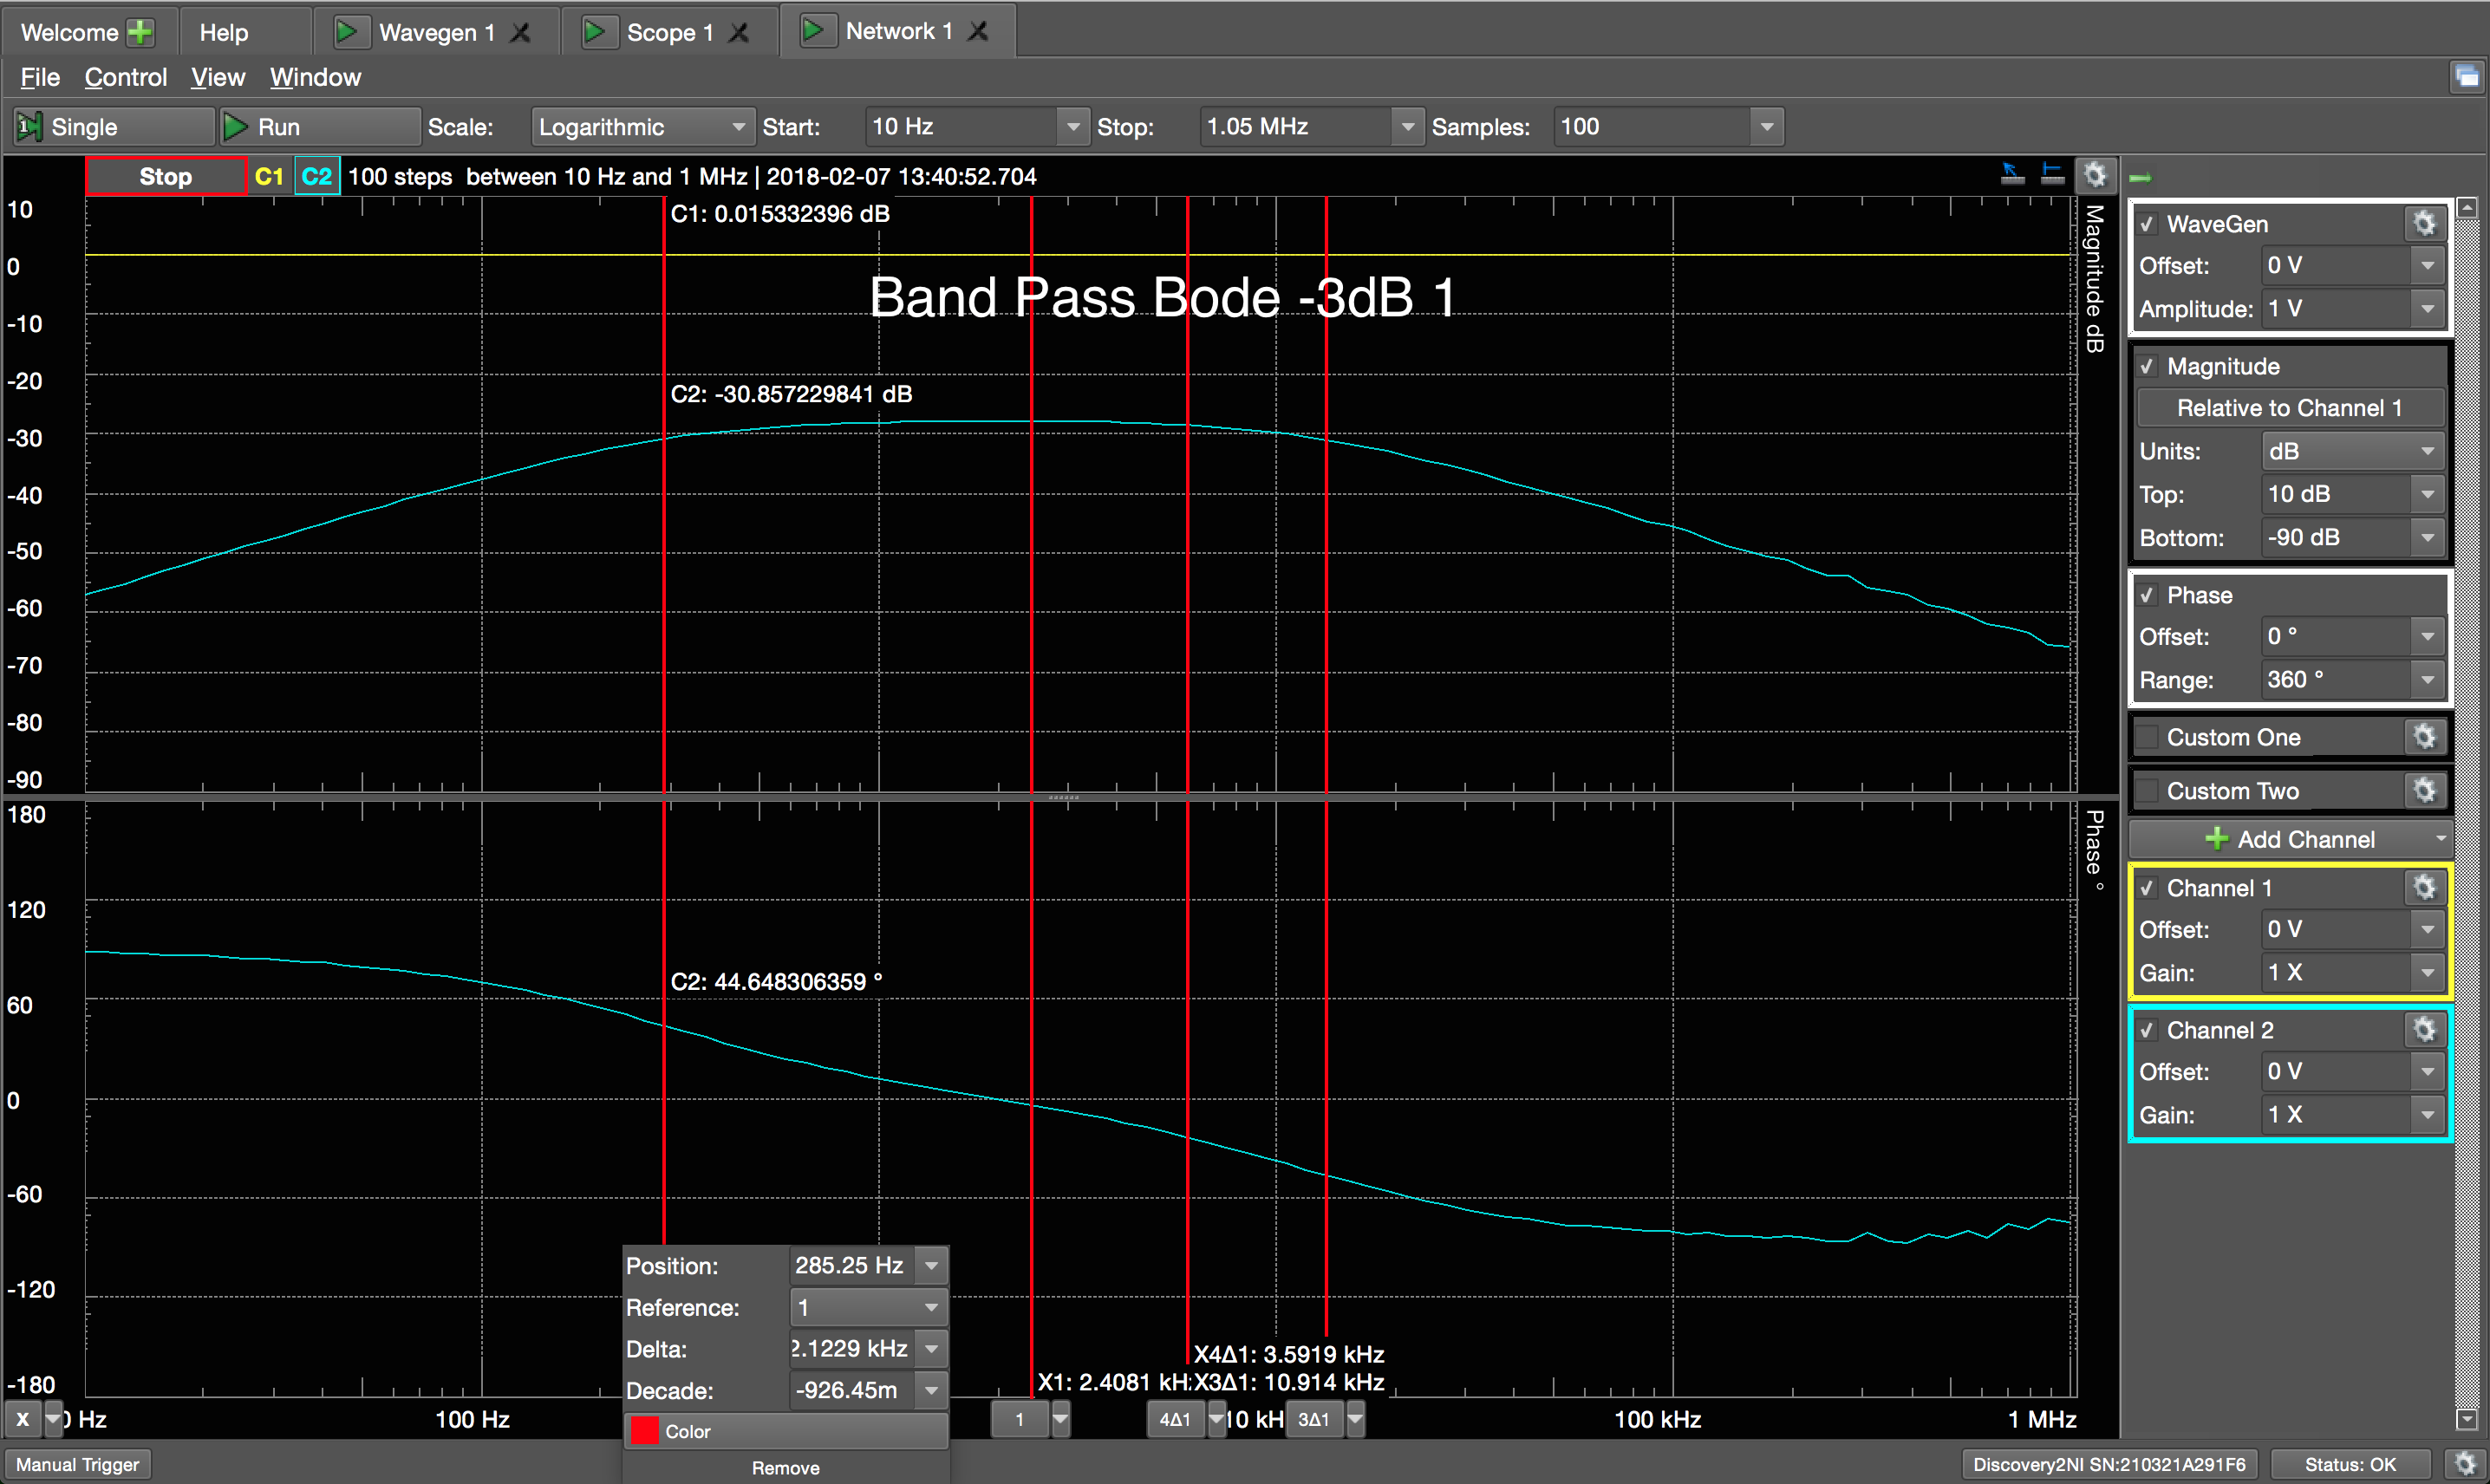 Welcome Help Wavegen 1 Scope 1 Network 1
File Control View Window
Single Run Scale: Logarithmic Start: 10 Hz Stop: 1.05 MHz Samples: 100
Stop C1 C2 100 steps between 10 Hz and 1 MHz | 2018-02-07 13:40:52.704
10
0
-10
-20
-30
-40
-50
-60
-70
-80
-90
C1: 0.015332396 dB
Band Pass Bode -3dB 1
C2: -30.857229841 dB
Magnitude dB
180
120
60
0
-60
-120
-180
C2: 44.648306359 °
Phase °
Position: 285.25 Hz
Reference: 1
Delta: 2.1229 kHz
Decade: -926.45m
Color
Remove
X4Δ1: 3.5919 kHz
X1: 2.4081 kH X3Δ1: 10.914 kHz
X 0 Hz 100 Hz 1 4Δ1 10 kH 3Δ1 100 kHz 1 MHz
WaveGen
Offset: 0 V
Amplitude: 1 V
Magnitude
Relative to Channel 1
Units: dB
Top: 10 dB
Bottom: -90 dB
Phase
Offset: 0 °
Range: 360 °
Custom One
Custom Two
Add Channel
Channel 1
Offset: 0 V
Gain: 1 X
Channel 2
Offset: 0 V
Gain: 1 X
Manual Trigger Discovery2NI SN:210321A291F6 Status: OK